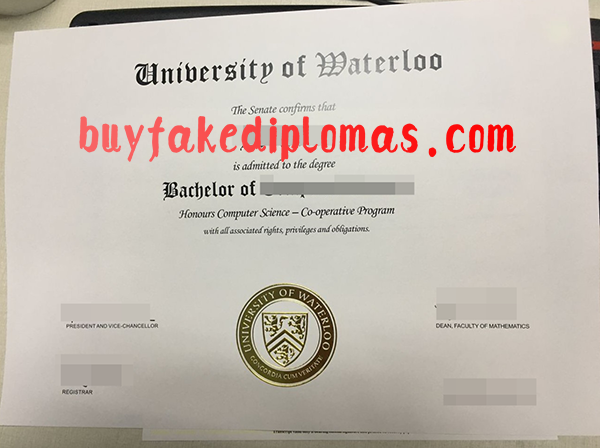 University of Waterloo
The Senate confirms that
buyfakediplomas.com
is admitted to the degree
Bachelor of
Honours Computer Science – Co-operative Program
with all associated rights, privileges and obligations.
UNIVERSITY OF WATERLOO
CONCORDIA CUM VERITATE
PRESIDENT AND VICE-CHANCELLOR
DEAN, FACULTY OF MATHEMATICS
REGISTRAR